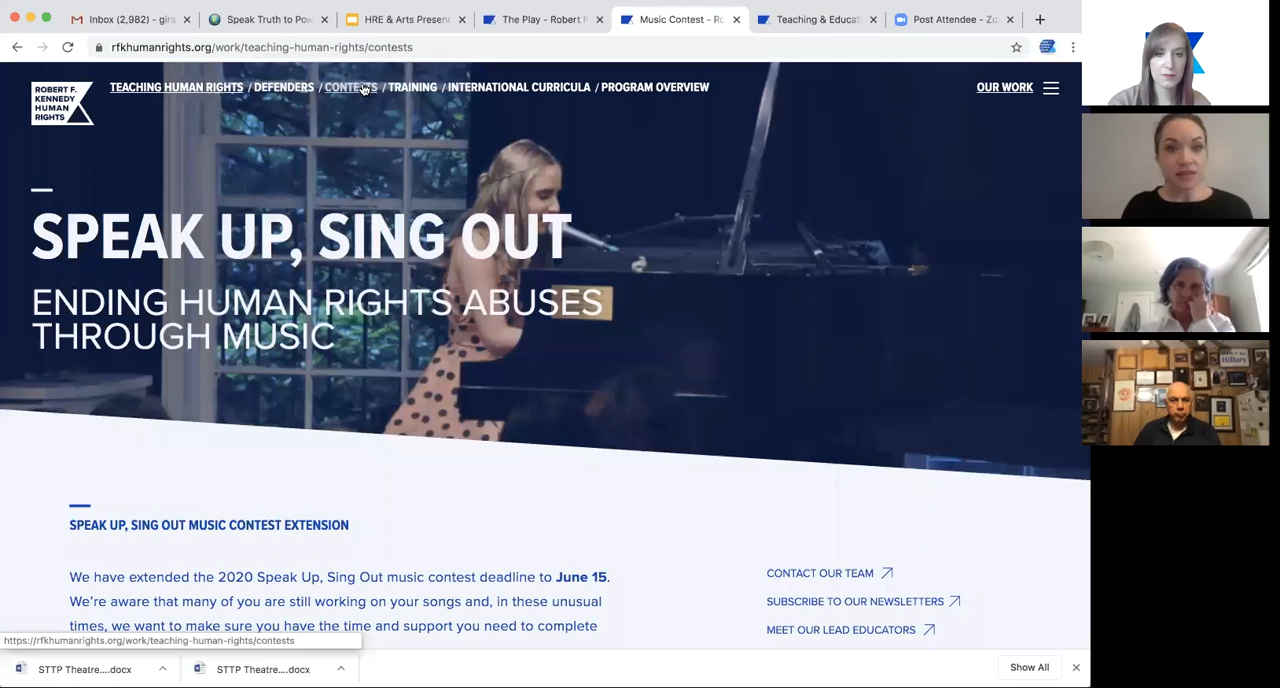 Inbox (2,982) - gira
Speak Truth to Pow
HRE & Arts Present
The Play - Robert F
Music Contest - Ro
Teaching & Educat
Post Attendee - Zo
rfkhumanrights.org/work/teaching-human-rights/contests
ROBERT F.
KENNEDY
HUMAN
RIGHTS
TEACHING HUMAN RIGHTS / DEFENDERS / CONTESTS / TRAINING / INTERNATIONAL CURRICULA / PROGRAM OVERVIEW
OUR WORK
SPEAK UP, SING OUT
ENDING HUMAN RIGHTS ABUSES
THROUGH MUSIC
SPEAK UP, SING OUT MUSIC CONTEST EXTENSION
We have extended the 2020 Speak Up, Sing Out music contest deadline to June 15.
We're aware that many of you are still working on your songs and, in these unusual
times, we want to make sure you have the time and support you need to complete
CONTACT OUR TEAM
SUBSCRIBE TO OUR NEWSLETTERS
MEET OUR LEAD EDUCATORS
https://rfkhumanrights.org/work/teaching-human-rights/contests
STTP Theatre....docx
STTP Theatre....docx
Show All
Hillary